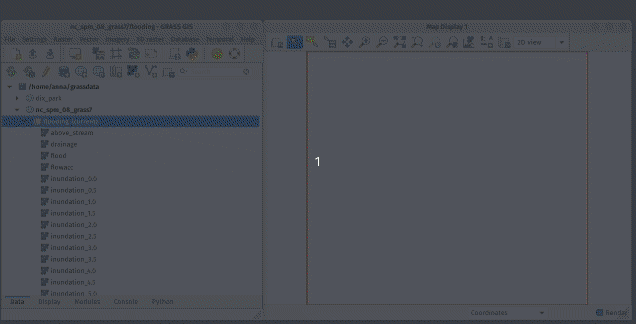 nc_spm_08_grass7/flooding - GRASS GIS
Map Display 1
File Settings Raster Vector Imagery 3D raster Database Temporal Help
2D view
/home/anna/grassdata
dix_park
nc_spm_08_grass7
above_stream
drainage
flood
flowacc
inundation_0.0
inundation_0.5
inundation_1.0
inundation_1.5
inundation_2.0
inundation_2.5
inundation_3.0
inundation_3.5
inundation_4.0
inundation_4.5
inundation_5.0
1
Data Display Modules Console Python
Coordinates
Render